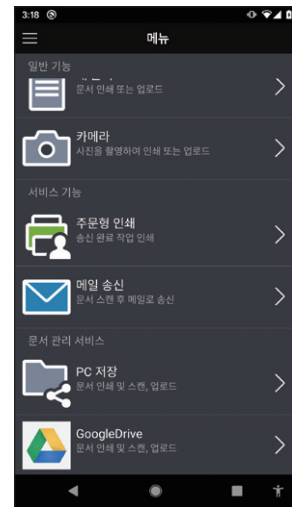 3:18
메뉴
일반 기능
문서 인쇄 또는 업로드
카메라
사진을 촬영하여 인쇄 또는 업로드
서비스 기능
주문형 인쇄
송신 완료 작업 인쇄
메일 송신
문서 스캔 후 메일로 송신
문서 관리 서비스
PC 저장
문서 인쇄 및 스캔, 업로드
GoogleDrive
문서 인쇄 및 스캔, 업로드